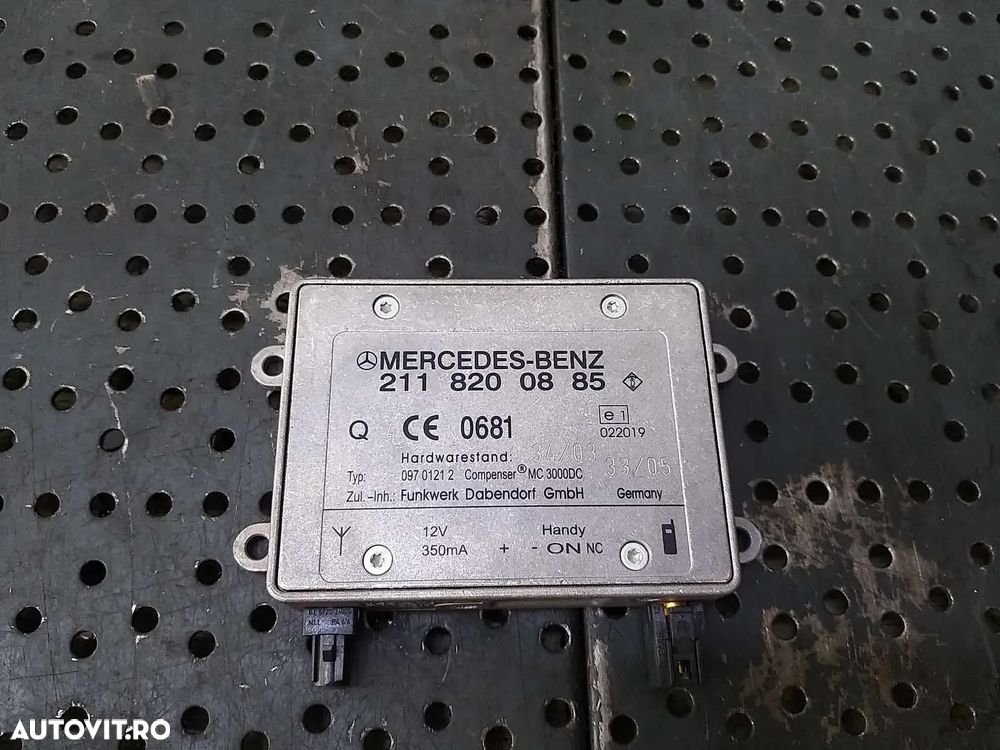 MERCEDES-BENZ
211 820 08 85
Q CE 0681 e1
022019
Hardwarestand: 34/03 33/05
Typ: 097 0121 2 Compenser® MC 3000DC
Zul.-Inh.: Funkwerk Dabendorf GmbH Germany
12V Handy
350mA + - ON NC
AUTOVIT.RO